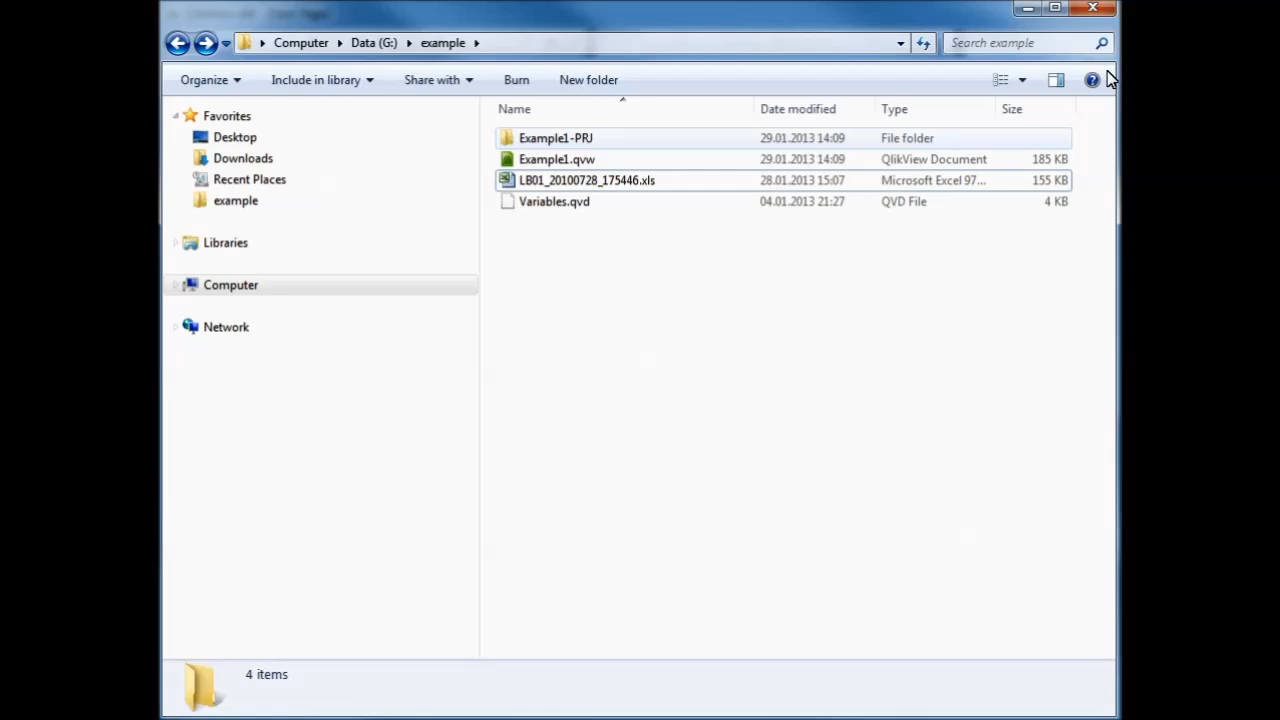 Computer Data (G:) example Search example
Organize Include in library Share with Burn New folder
Name Date modified Type Size
Favorites
Desktop
Downloads
Recent Places
example
Libraries
Computer
Network
Example1-PRJ 29.01.2013 14:09 File folder
Example1.qvw 29.01.2013 14:09 QlikView Document 185 KB
LB01_20100728_175446.xls 28.01.2013 15:07 Microsoft Excel 97... 155 KB
Variables.qvd 04.01.2013 21:27 QVD File 4 KB
4 items